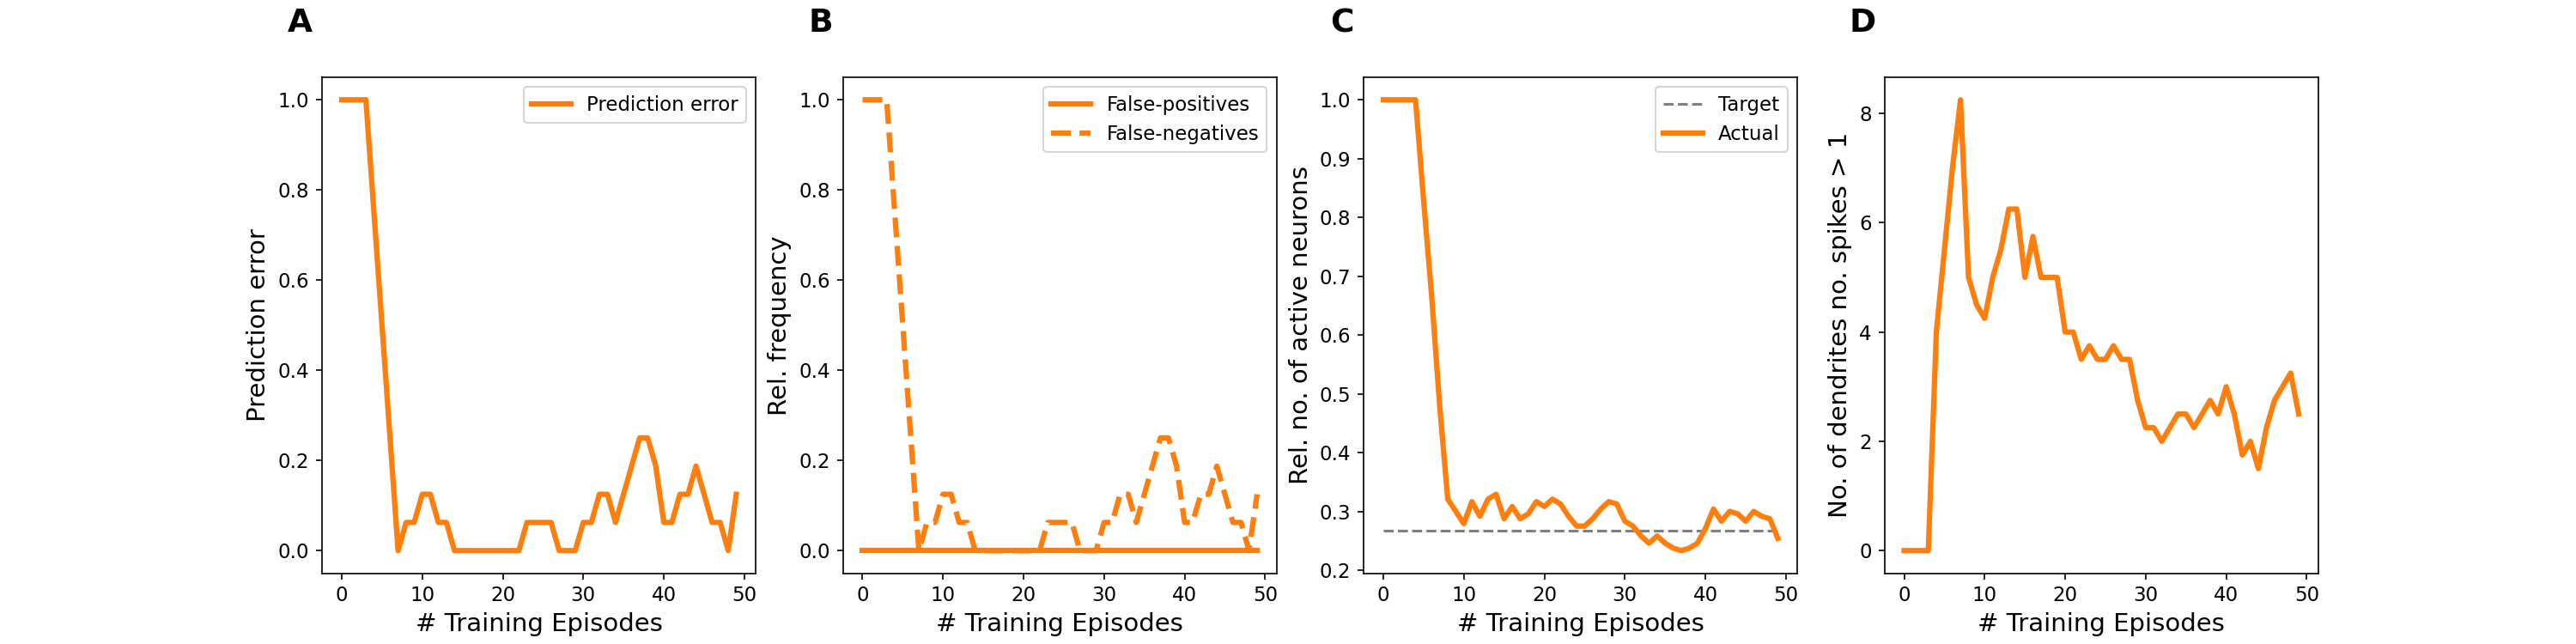 A
Prediction error
1.0
0.8
0.6
0.4
0.2
0.0
Prediction error
0 10 20 30 40 50
# Training Episodes
B
Rel. frequency
1.0
0.8
0.6
0.4
0.2
0.0
False-positives
False-negatives
0 10 20 30 40 50
# Training Episodes
C
Rel. no. of active neurons
1.0
0.9
0.8
0.7
0.6
0.5
0.4
0.3
0.2
Target
Actual
0 10 20 30 40 50
# Training Episodes
D
No. of dendrites no. spikes > 1
8
6
4
2
0
0 10 20 30 40 50
# Training Episodes